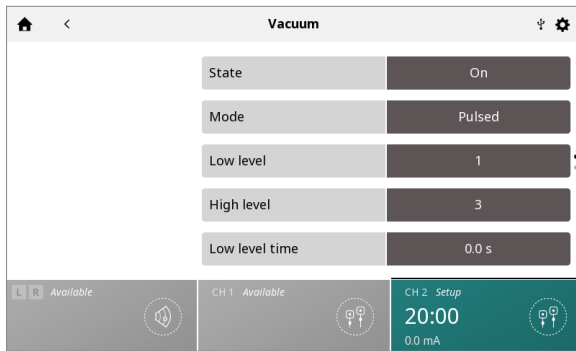 Vacuum
State On
Mode Pulsed
Low level 1
High level 3
Low level time 0.0 s
L R Available
CH 1 Available
CH 2 Setup
20:00
0.0 mA